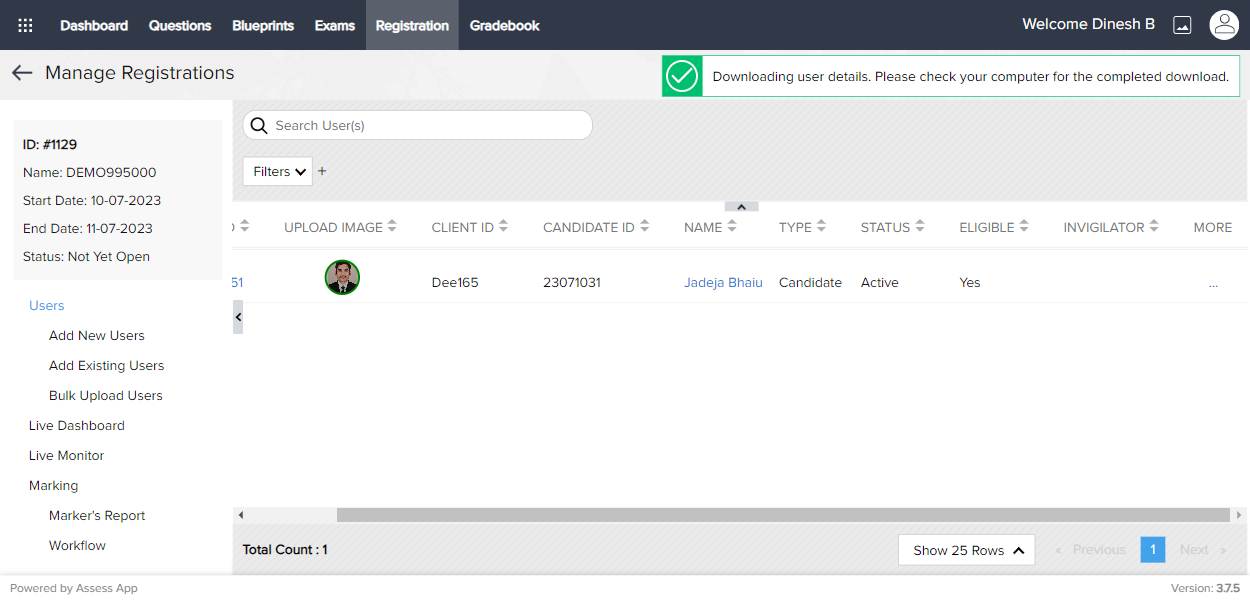 Dashboard Questions Blueprints Exams Registration Gradebook Welcome Dinesh B
Manage Registrations
Downloading user details. Please check your computer for the completed download.
ID: #1129
Name: DEMO995000
Start Date: 10-07-2023
End Date: 11-07-2023
Status: Not Yet Open
Users
Add New Users
Add Existing Users
Bulk Upload Users
Live Dashboard
Live Monitor
Marking
Marker's Report
Workflow
Search User(s)
Filters +
UPLOAD IMAGE CLIENT ID CANDIDATE ID NAME TYPE STATUS ELIGIBLE INVIGILATOR MORE
51 Dee165 23071031 Jadeja Bhaiu Candidate Active Yes ...
Total Count : 1 Show 25 Rows « Previous 1 Next »
Powered by Assess App Version: 3.7.5